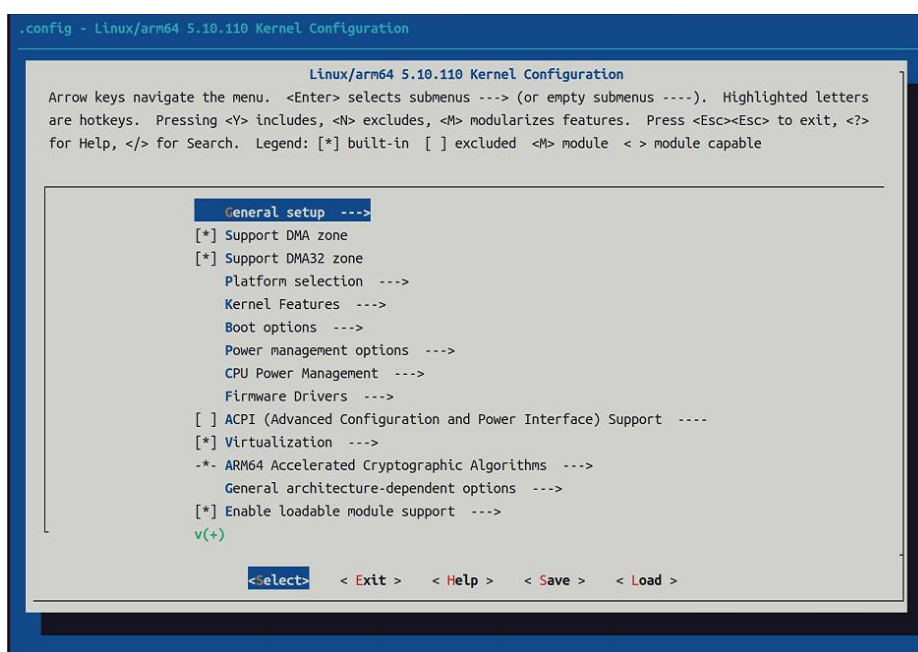 .config - Linux/arm64 5.10.110 Kernel Configuration
Linux/arm64 5.10.110 Kernel Configuration
Arrow keys navigate the menu.  <Enter> selects submenus ---> (or empty submenus ----).  Highlighted letters
are hotkeys.  Pressing <Y> includes, <N> excludes, <M> modularizes features.  Press <Esc><Esc> to exit, <?>
for Help, </> for Search.  Legend: [*] built-in  [ ] excluded  <M> module  < > module capable
General setup  --->
[*] Support DMA zone
[*] Support DMA32 zone
Platform selection  --->
Kernel Features  --->
Boot options  --->
Power management options  --->
CPU Power Management  --->
Firmware Drivers  --->
[ ] ACPI (Advanced Configuration and Power Interface) Support  ----
[*] Virtualization  --->
-*- ARM64 Accelerated Cryptographic Algorithms  --->
General architecture-dependent options  --->
[*] Enable loadable module support  --->
v(+)
<Select>    < Exit >    < Help >    < Save >    < Load >